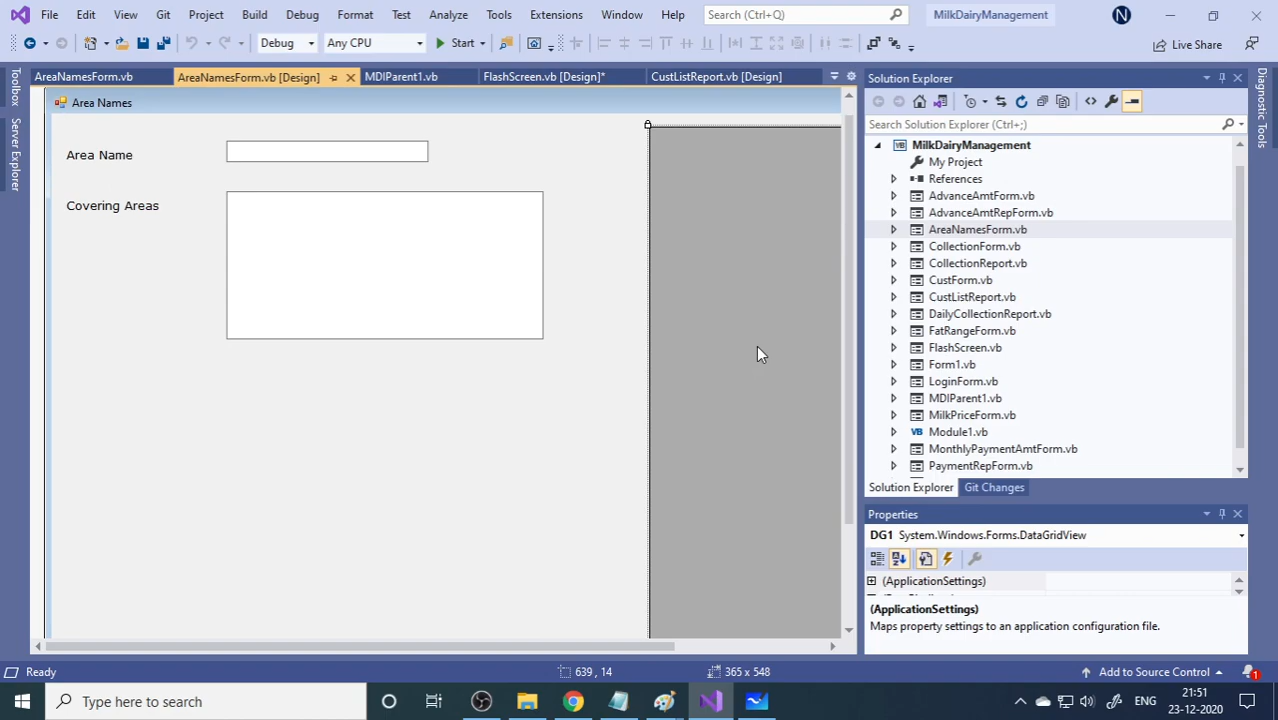 File Edit View Git Project Build Debug Format Test Analyze Tools Extensions Window Help Search (Ctrl+;) MilkDairyManagement N
Debug Any CPU Start Live Share
AreaNamesForm.vb AreaNamesForm.vb [Design] MDIParent1.vb FlashScreen.vb [Design]* CustListReport.vb [Design]
Toolbox
Server Explorer
Area Names
Area Name
Covering Areas
Solution Explorer
Search Solution Explorer (Ctrl+;)
VB MilkDairyManagement
My Project
References
AdvanceAmtForm.vb
AdvanceAmtRepForm.vb
AreaNamesForm.vb
CollectionForm.vb
CollectionReport.vb
CustForm.vb
CustListReport.vb
DailyCollectionReport.vb
FatRangeForm.vb
FlashScreen.vb
Form1.vb
LoginForm.vb
MDIParent1.vb
MilkPriceForm.vb
VB Module1.vb
MonthlyPaymentAmtForm.vb
PaymentRepForm.vb
Solution Explorer Git Changes
Properties
DG1 System.Windows.Forms.DataGridView
(ApplicationSettings)
(ApplicationSettings)
Maps property settings to an application configuration file.
Diagnostic Tools
Ready 639 , 14 365 x 548 Add to Source Control 1
Type here to search ENG 21:51
23-12-2020